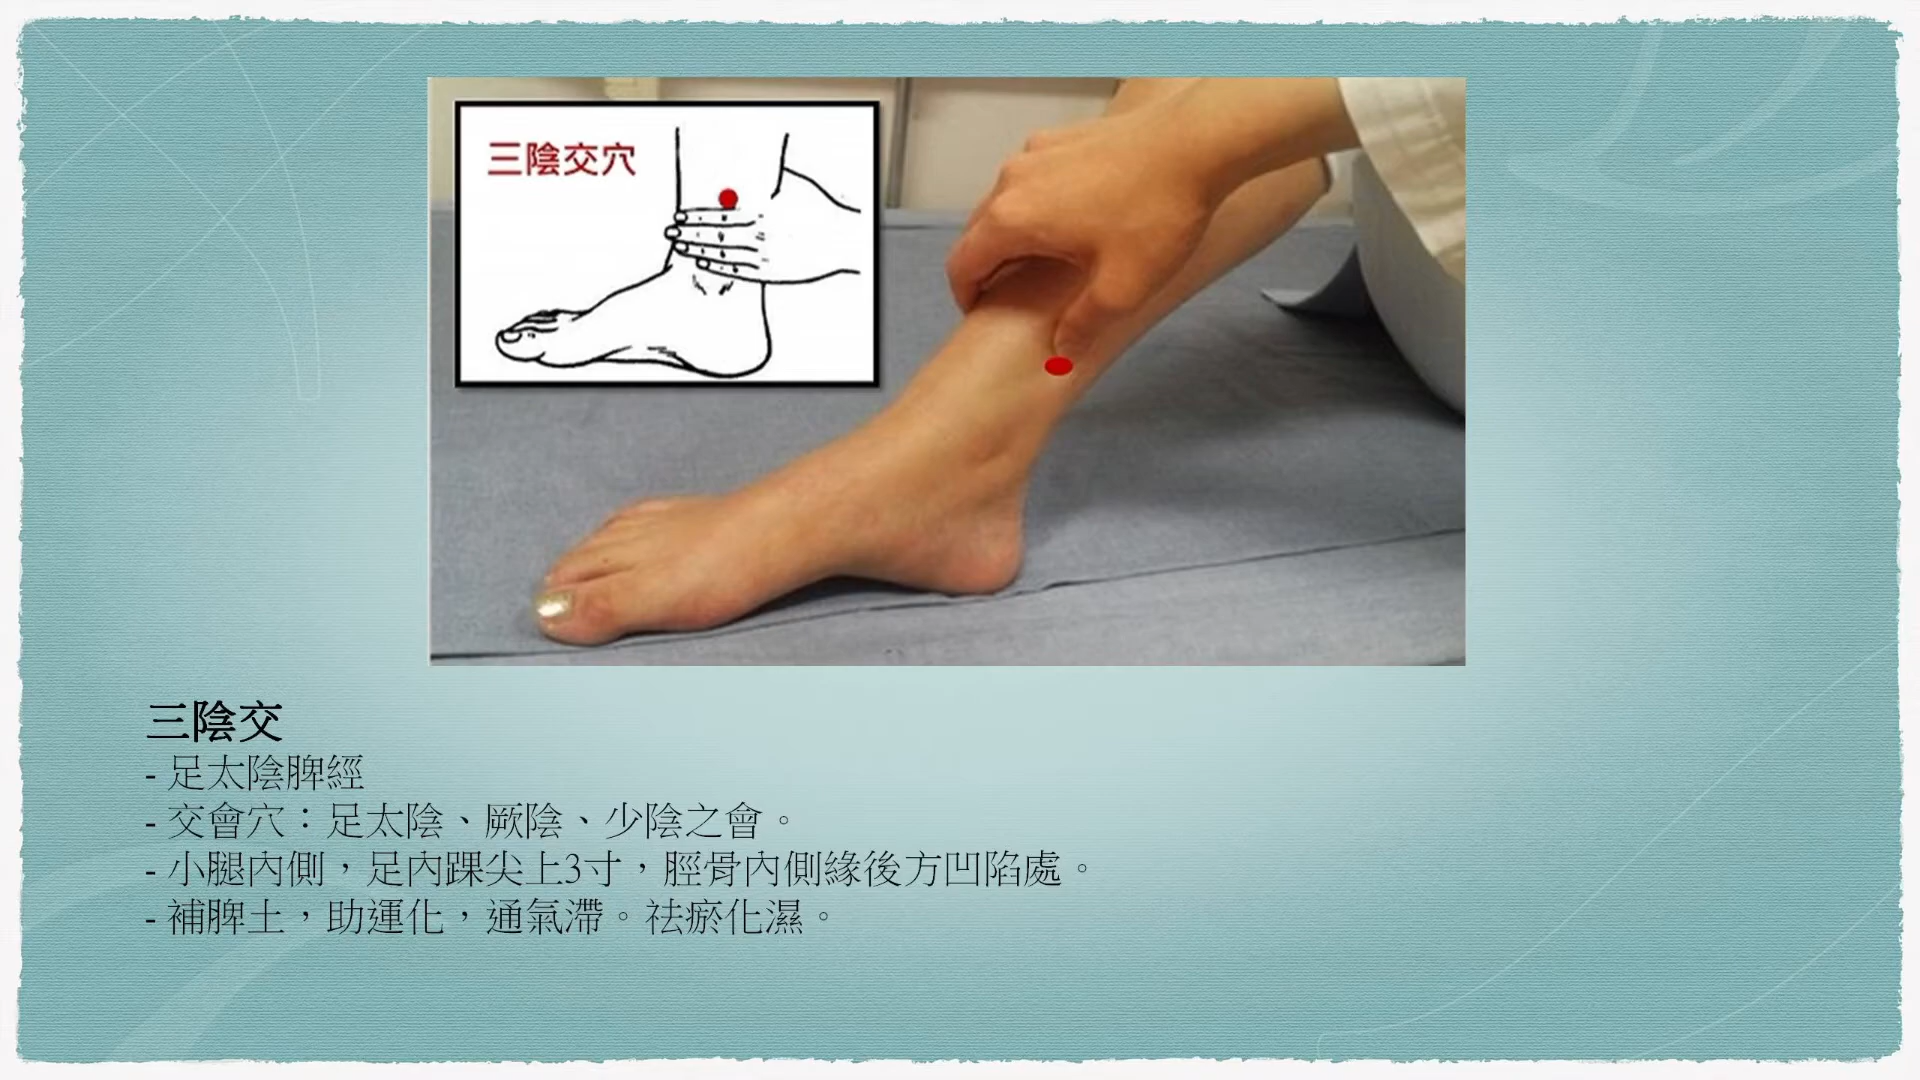 三陰交穴
三陰交
- 足太陰脾經
- 交會穴：足太陰、厥陰、少陰之會。
- 小腿內側，足內踝尖上3寸，脛骨內側緣後方凹陷處。
- 補脾土，助運化，通氣滯。祛瘀化濕。